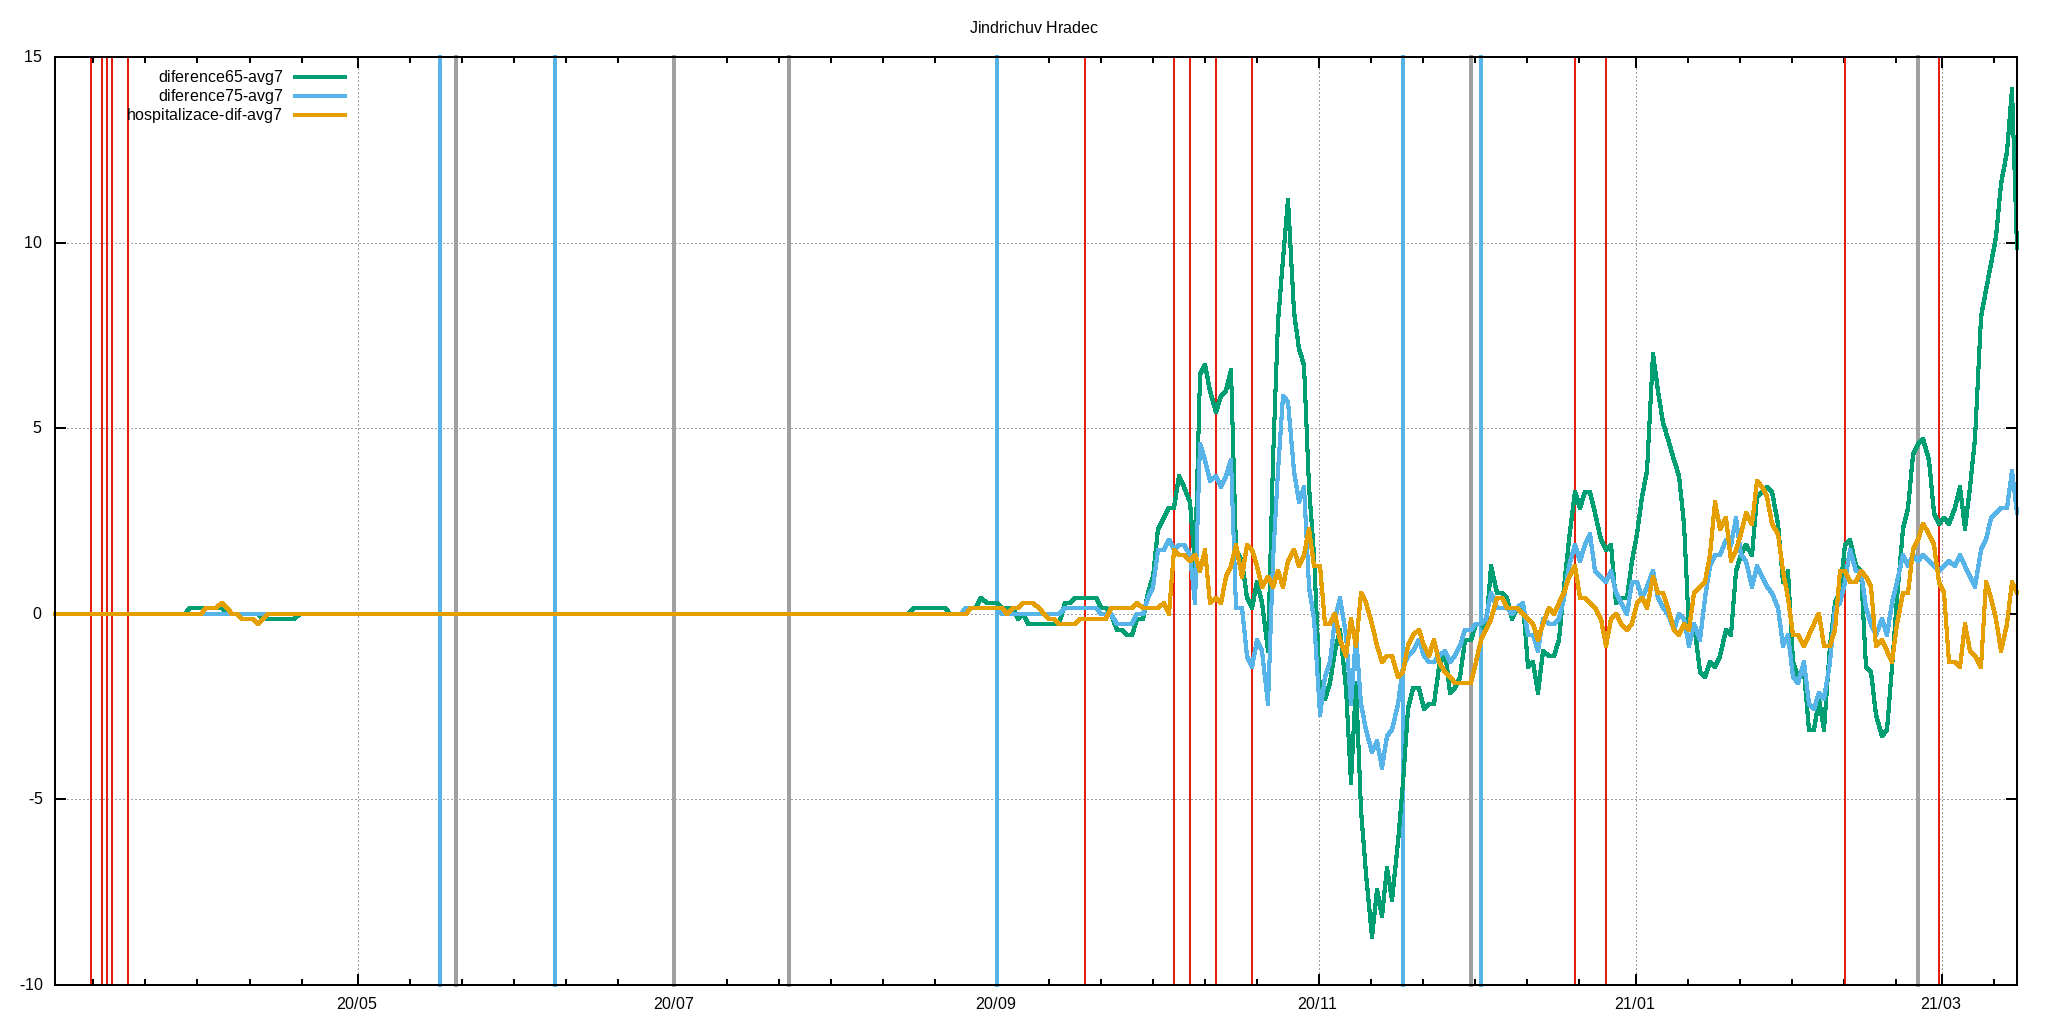 Jindrichuv Hradec
15
diference65-avg7
diference75-avg7
hospitalizace-dif-avg7
10
5
0
-5
-10
20/05 20/07 20/09 20/11 21/01 21/03